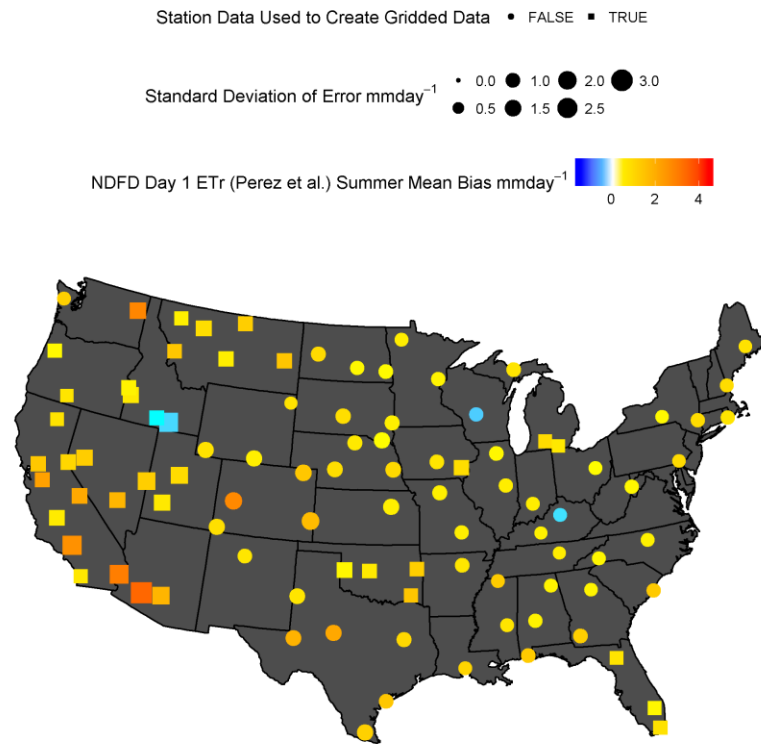 Station Data Used to Create Gridded Data FALSE TRUE
Standard Deviation of Error mmday⁻¹
0.0 1.0 2.0 3.0
0.5 1.5 2.5
NDFD Day 1 ETr (Perez et al.) Summer Mean Bias mmday⁻¹
0 2 4